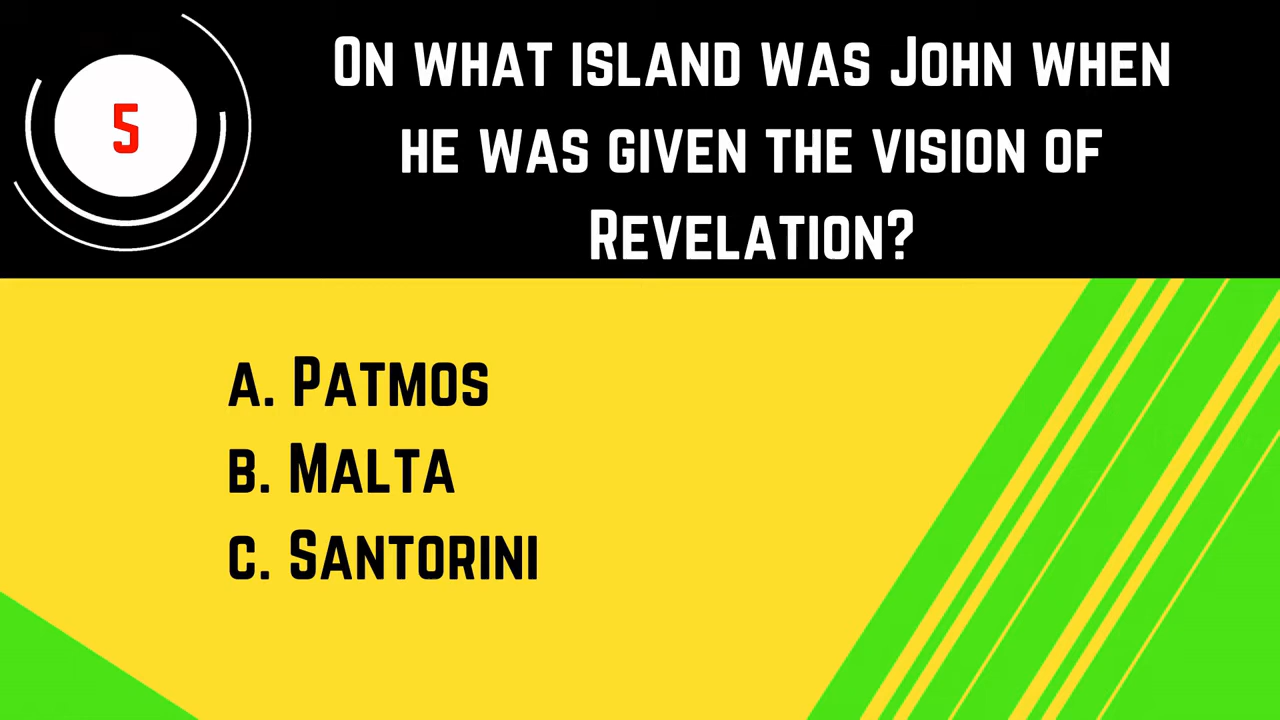 5
On what island was John when
he was given the vision of
Revelation?
A. Patmos
B. Malta
C. Santorini